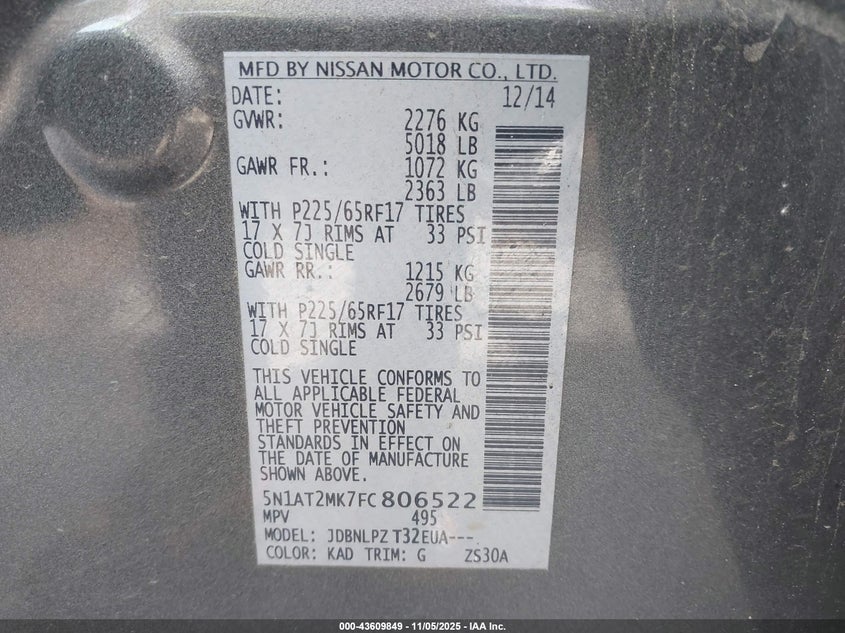 MFD BY NISSAN MOTOR CO., LTD.
DATE: 12/14
GVWR: 2276 KG
5018 LB
GAWR FR.: 1072 KG
2363 LB
WITH P225/65RF17 TIRES
17 X 7J RIMS AT 33 PSI
COLD SINGLE
GAWR RR.: 1215 KG
2679 LB
WITH P225/65RF17 TIRES
17 X 7J RIMS AT 33 PSI
COLD SINGLE
THIS VEHICLE CONFORMS TO
ALL APPLICABLE FEDERAL
MOTOR VEHICLE SAFETY AND
THEFT PREVENTION
STANDARDS IN EFFECT ON
THE DATE OF MANUFACTURE
SHOWN ABOVE.
5N1AT2MK7FC806522
MPV 495
MODEL: JDBNLPZ T32EUA---
COLOR: KAD TRIM: G ZS30A
000-43609849 - 11/05/2025 - IAA Inc.